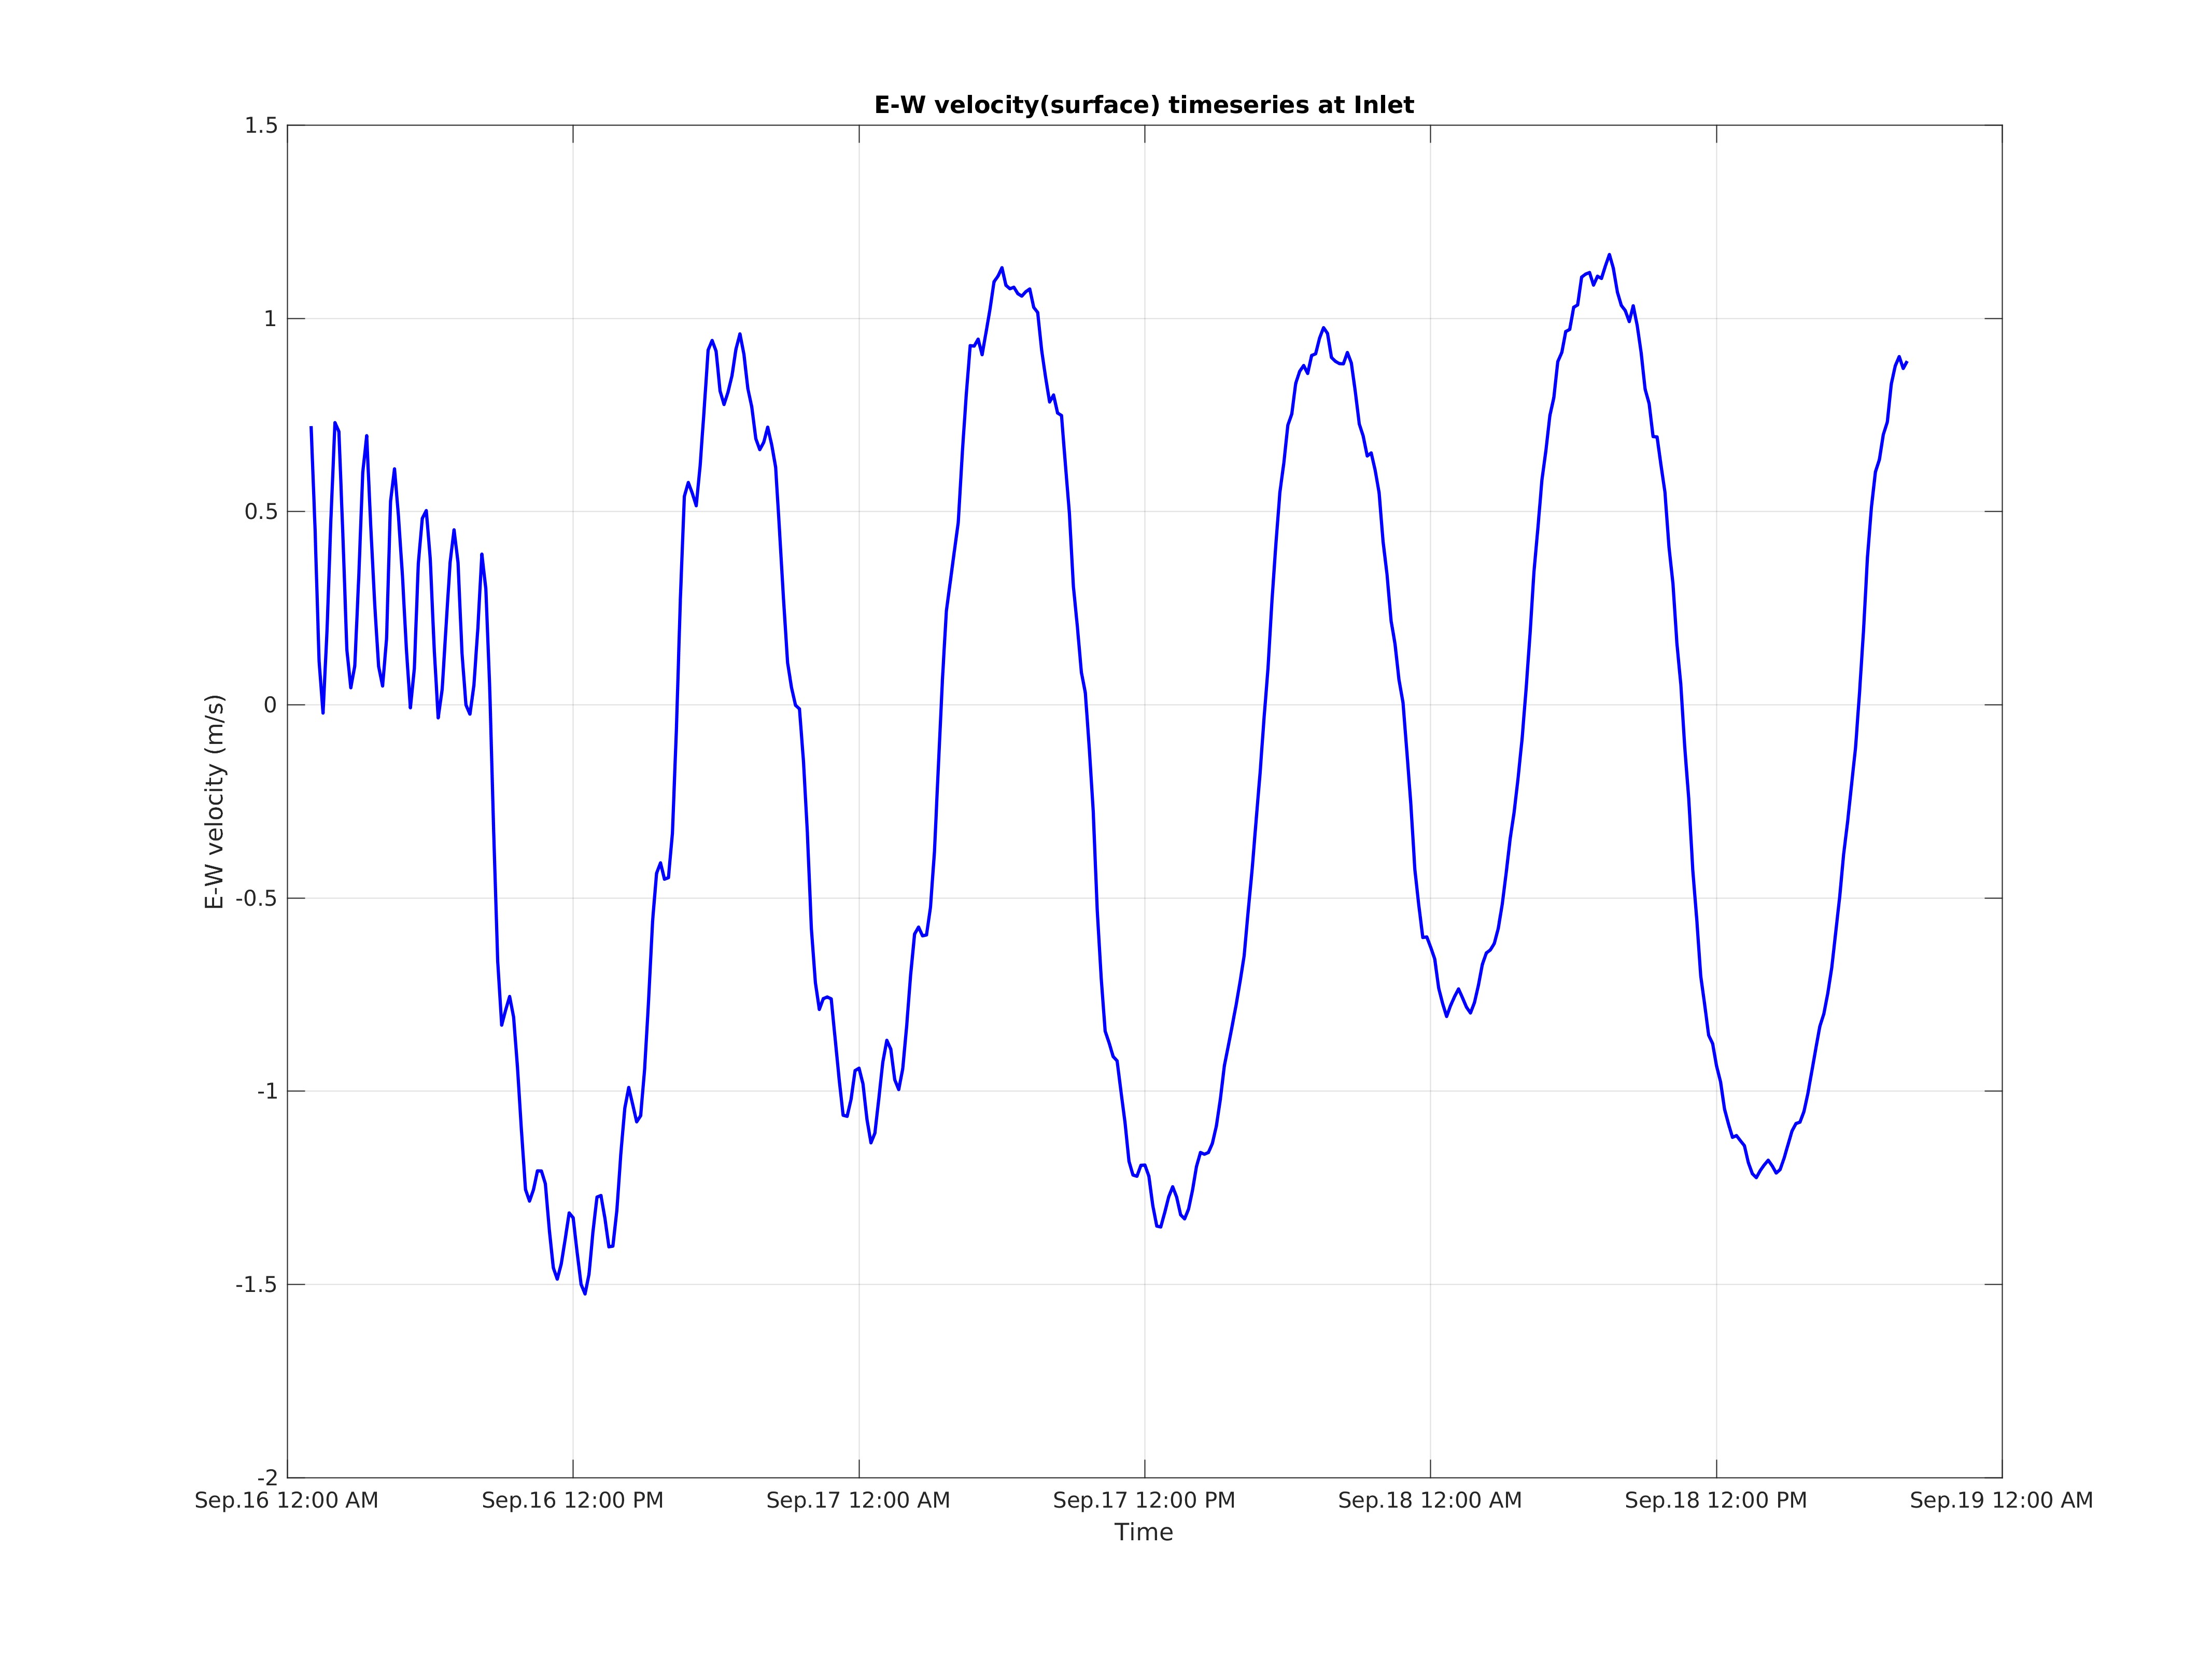 E-W velocity(surface) timeseries at Inlet
1.5
1
0.5
0
-0.5
-1
-1.5
-2
E-W velocity (m/s)
Sep.16 12:00 AM
Sep.16 12:00 PM
Sep.17 12:00 AM
Sep.17 12:00 PM
Sep.18 12:00 AM
Sep.18 12:00 PM
Sep.19 12:00 AM
Time